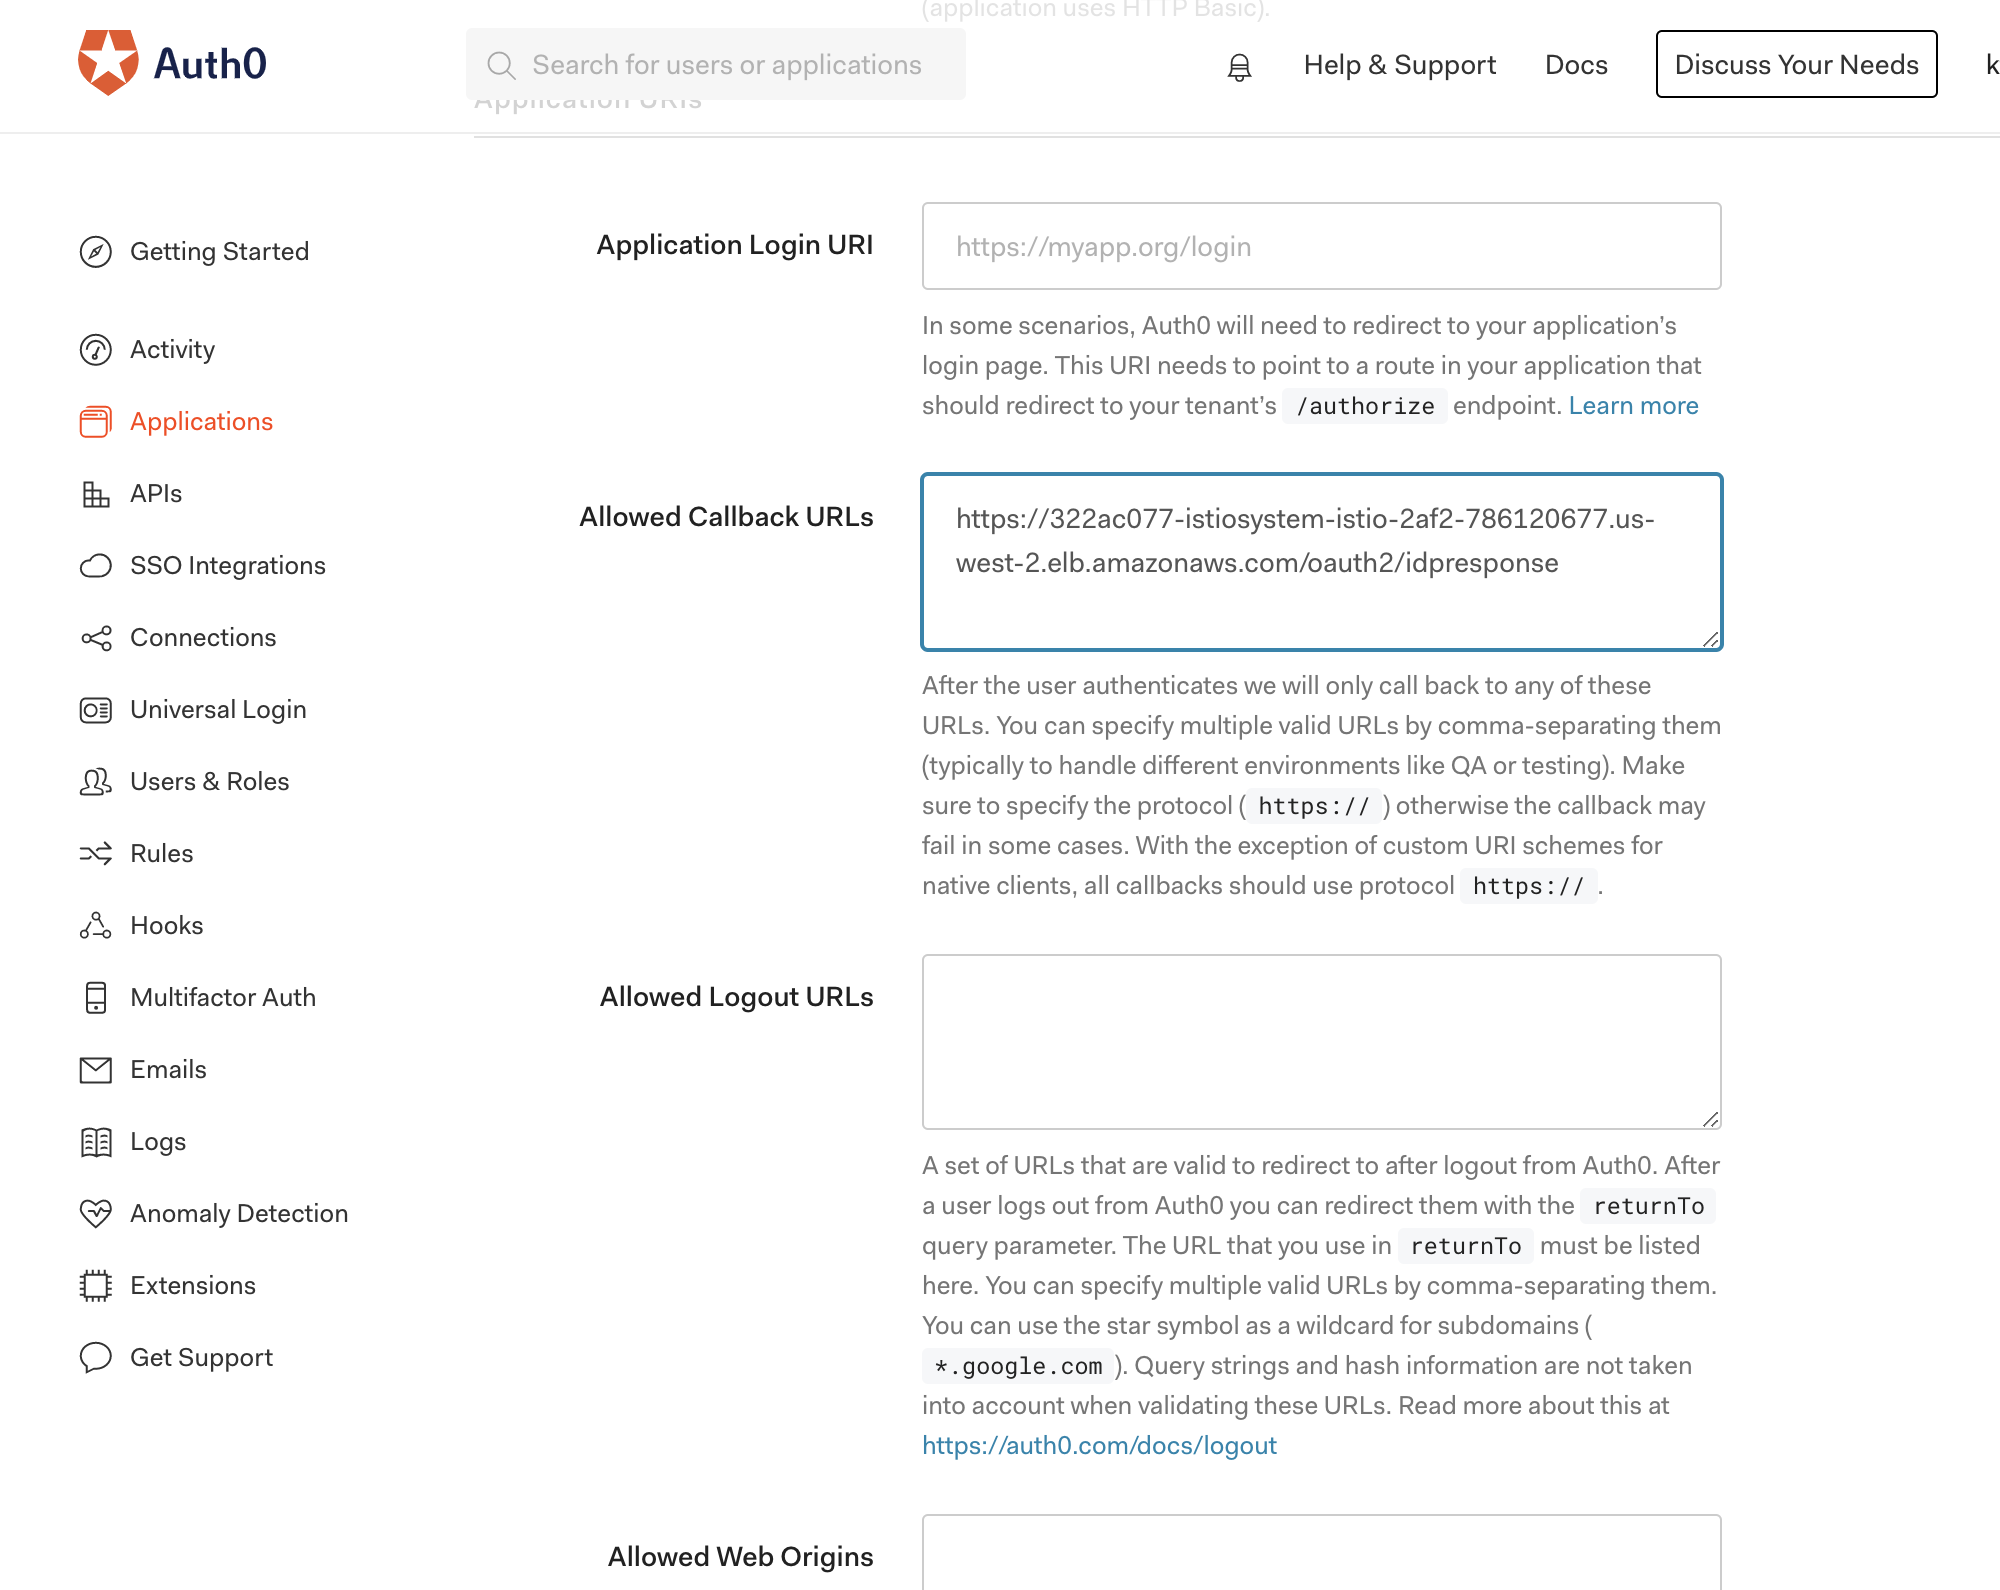 (application uses HTTP Basic).
Auth0
Search for users or applications
Help & Support
Docs
Discuss Your Needs
k
Application URIs
Getting Started
Activity
Applications
APIs
SSO Integrations
Connections
Universal Login
Users & Roles
Rules
Hooks
Multifactor Auth
Emails
Logs
Anomaly Detection
Extensions
Get Support
Application Login URI
https://myapp.org/login
In some scenarios, Auth0 will need to redirect to your application’s
login page. This URI needs to point to a route in your application that
should redirect to your tenant’s /authorize endpoint. Learn more
Allowed Callback URLs
https://322ac077-istiosystem-istio-2af2-786120677.us-
west-2.elb.amazonaws.com/oauth2/idpresponse
After the user authenticates we will only call back to any of these
URLs. You can specify multiple valid URLs by comma-separating them
(typically to handle different environments like QA or testing). Make
sure to specify the protocol ( https:// ) otherwise the callback may
fail in some cases. With the exception of custom URI schemes for
native clients, all callbacks should use protocol https:// .
Allowed Logout URLs
A set of URLs that are valid to redirect to after logout from Auth0. After
a user logs out from Auth0 you can redirect them with the returnTo
query parameter. The URL that you use in returnTo must be listed
here. You can specify multiple valid URLs by comma-separating them.
You can use the star symbol as a wildcard for subdomains (
*.google.com ). Query strings and hash information are not taken
into account when validating these URLs. Read more about this at
https://auth0.com/docs/logout
Allowed Web Origins